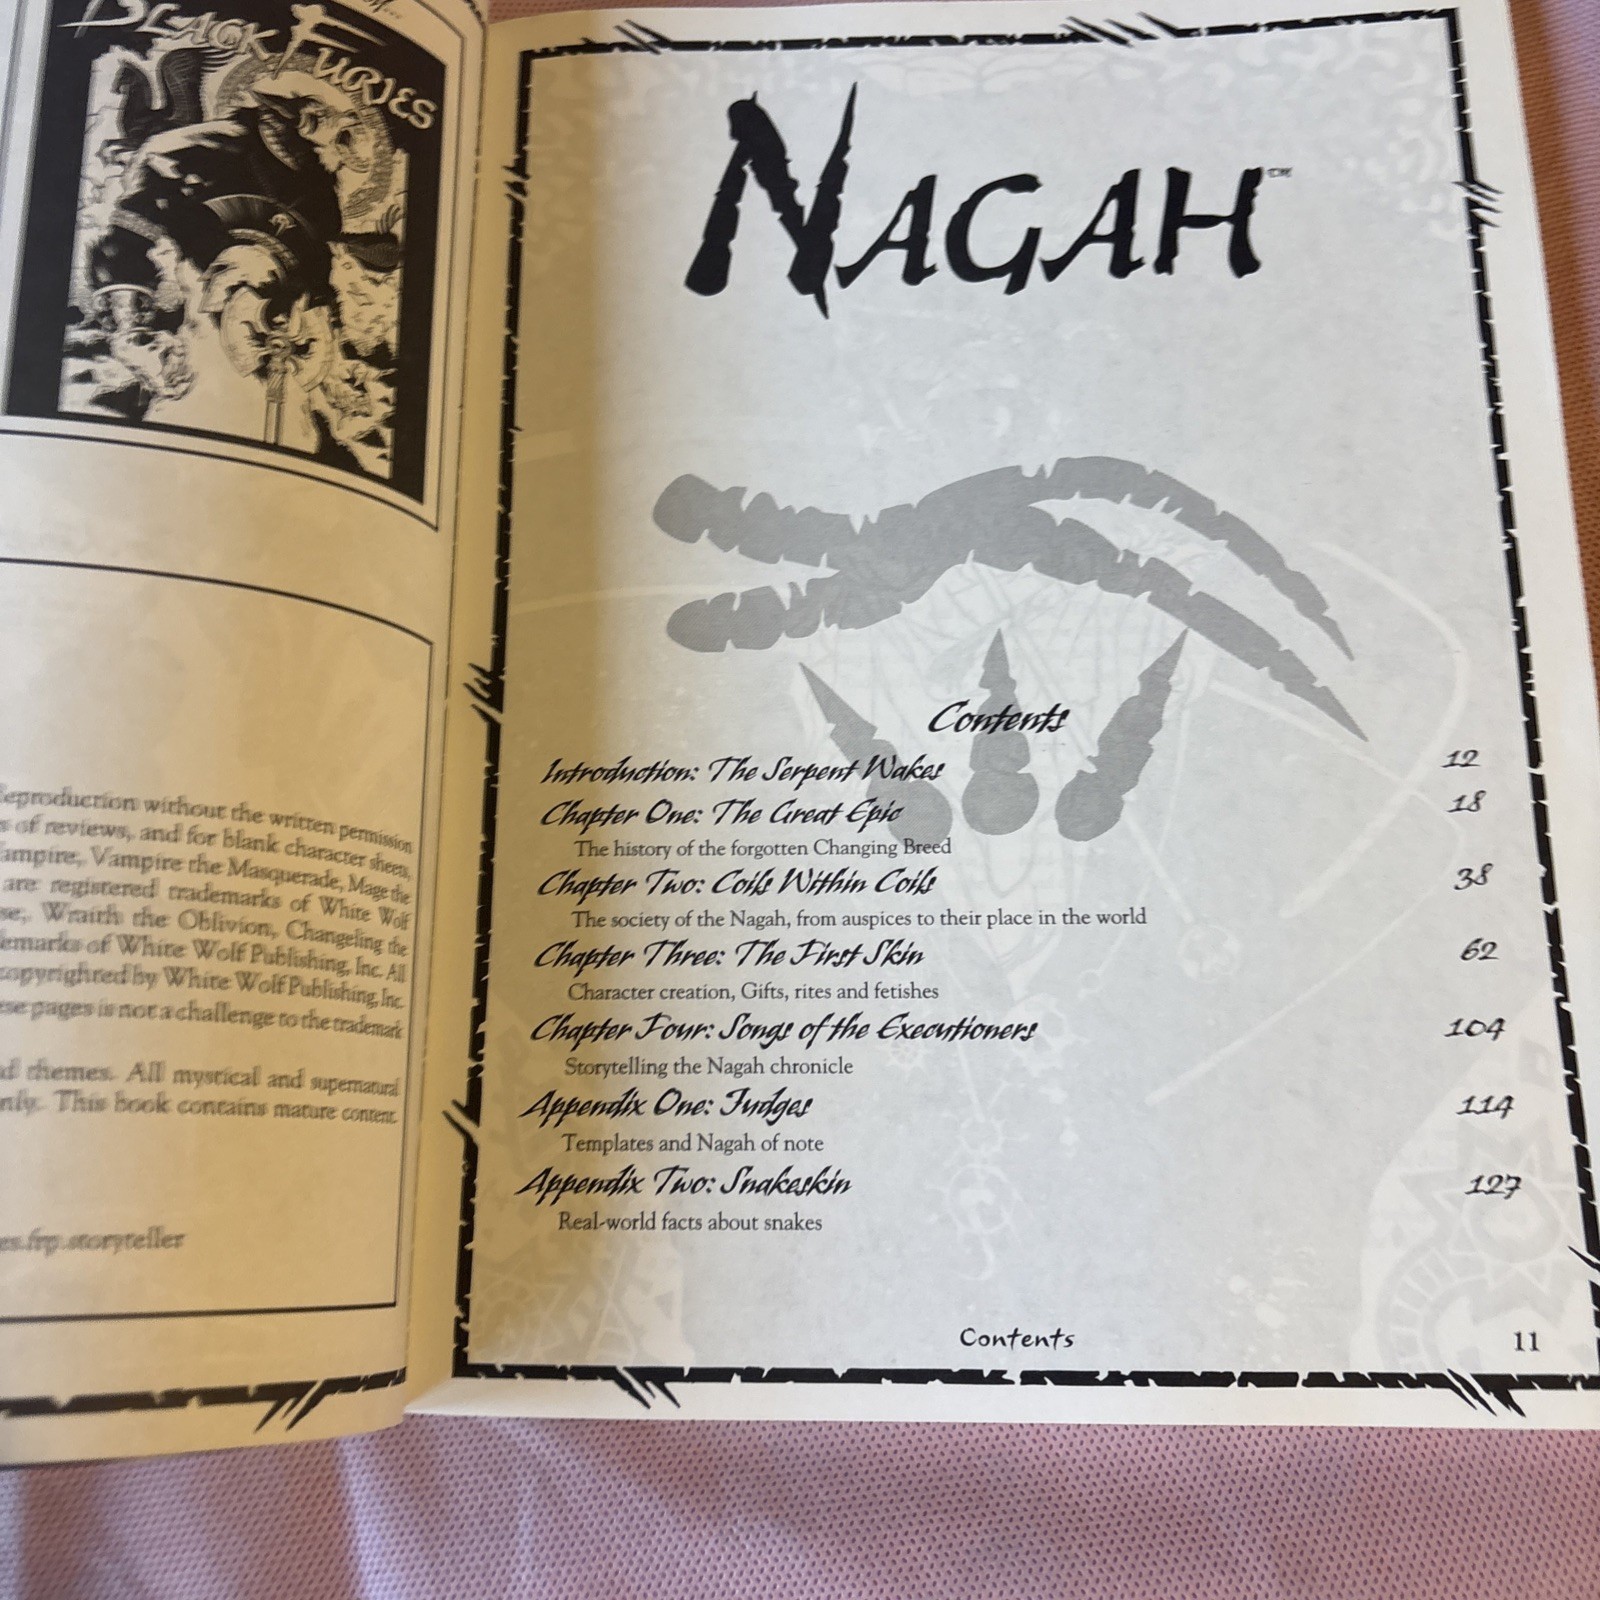 BLACK FURIES
Reproduction without the written permission
of reviews, and for blank character sheets,
Vampire, Vampire the Masquerade, Mage the
are registered trademarks of White Wolf
Wraith the Oblivion, Changeling the
trademarks of White Wolf Publishing, Inc. All
copyrighted by White Wolf Publishing, Inc.
these pages is not a challenge to the trademark
themes. All mystical and supernatural
only. This book contains mature content.
.frp.storyteller
NAGAH™
Contents
Introduction: The Serpent Wakes 12
Chapter One: The Great Epic 18
The history of the forgotten Changing Breed
Chapter Two: Coils Within Coils 38
The society of the Nagah, from auspices to their place in the world
Chapter Three: The First Skin 62
Character creation, Gifts, rites and fetishes
Chapter Four: Songs of the Executioners 104
Storytelling the Nagah chronicle
Appendix One: Judges 114
Templates and Nagah of note
Appendix Two: Snakeskin 127
Real-world facts about snakes
Contents 11